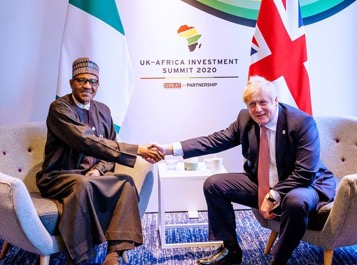 UK-AFRICA INVESTMENT
SUMMIT 2020
GREAT PARTNERSHIP